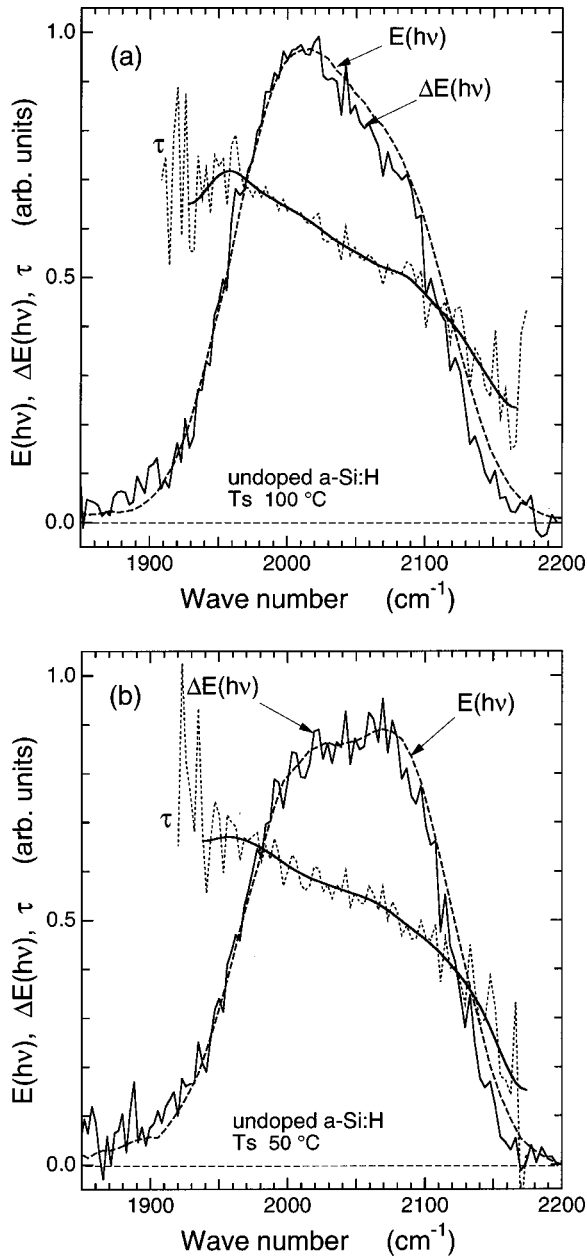 (a)
E(hν)
ΔE(hν)
τ
E(hν), ΔE(hν), τ (arb. units)
1.0
0.5
0.0
undoped a-Si:H
Ts 100 °C
1900 2000 2100 2200
Wave number (cm⁻¹)
(b)
ΔE(hν)
E(hν)
τ
E(hν), ΔE(hν), τ (arb. units)
1.0
0.5
0.0
undoped a-Si:H
Ts 50 °C
1900 2000 2100 2200
Wave number (cm⁻¹)